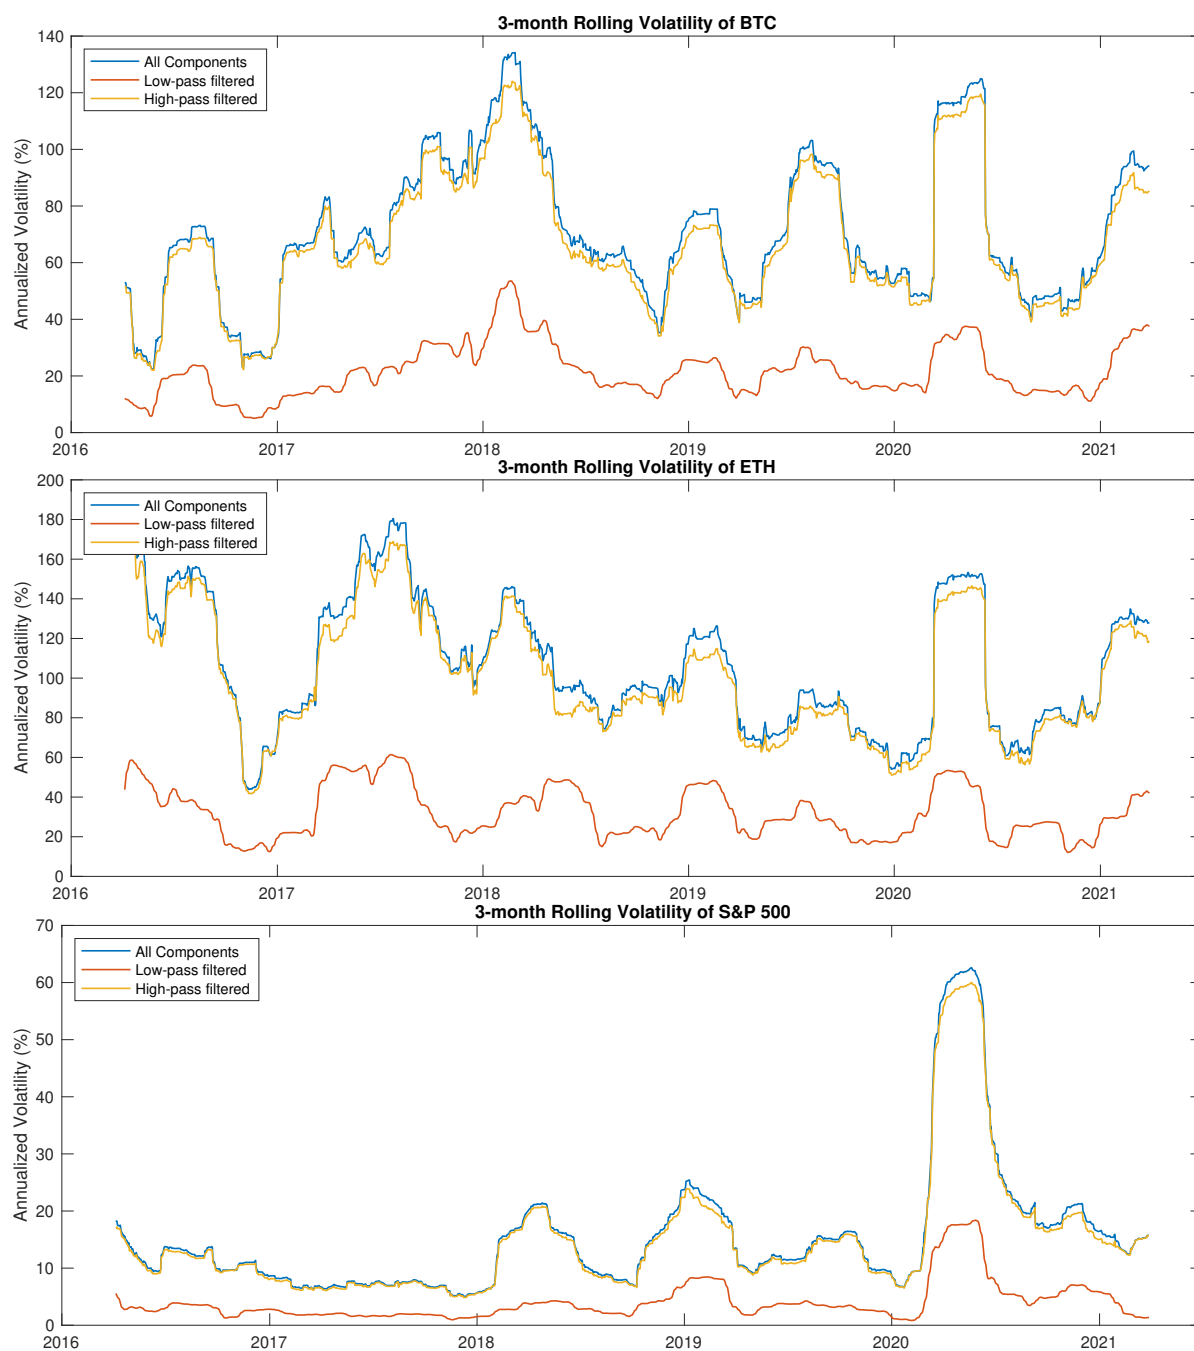 3-month Rolling Volatility of BTC
140
120
100
80
60
40
20
0
Annualized Volatility (%)
All Components
Low-pass filtered
High-pass filtered
2016 2017 2018 2019 2020 2021
3-month Rolling Volatility of ETH
200
180
160
140
120
100
80
60
40
20
0
Annualized Volatility (%)
All Components
Low-pass filtered
High-pass filtered
2016 2017 2018 2019 2020 2021
3-month Rolling Volatility of S&P 500
70
60
50
40
30
20
10
0
Annualized Volatility (%)
All Components
Low-pass filtered
High-pass filtered
2016 2017 2018 2019 2020 2021